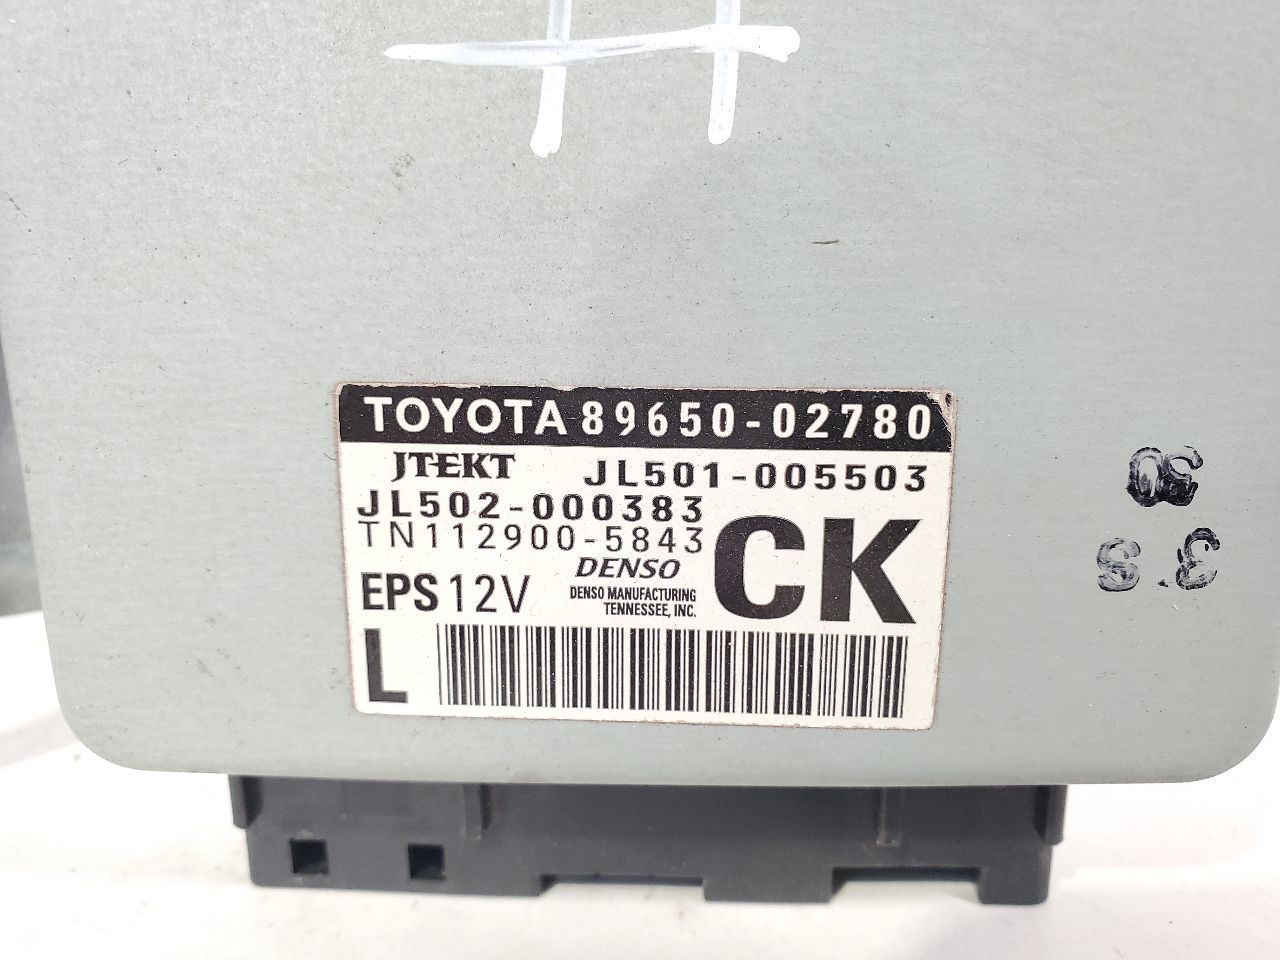 TOYOTA 89650-02780
JTEKT JL501-005503
JL502-000383
TN112900-5843
DENSO
CK
EPS 12V
DENSO MANUFACTURING
TENNESSEE, INC.
L